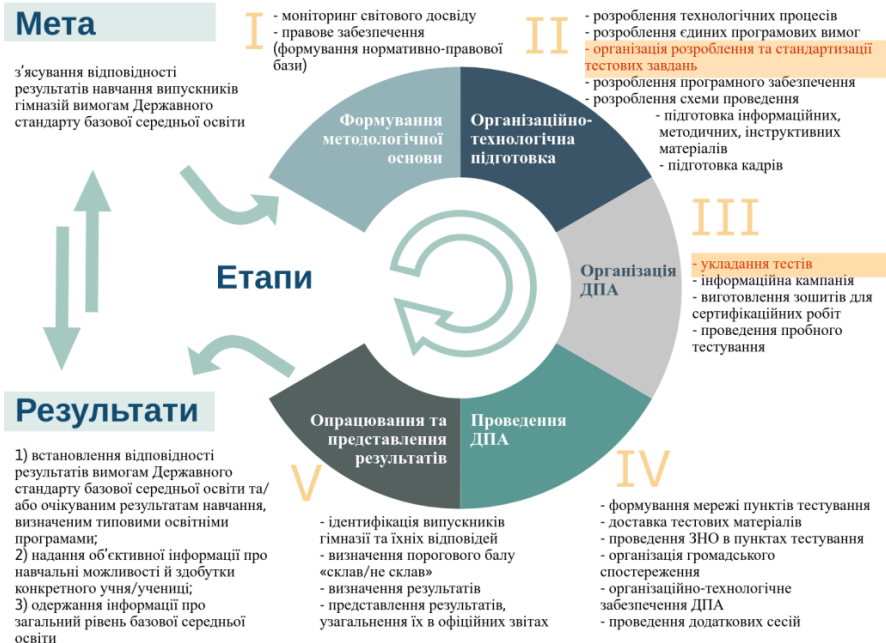 Мета
з’ясування відповідності
результатів навчання випускників
гімназій вимогам Державного
стандарту базової середньої освіти
I
- моніторинг світового досвіду
- правове забезпечення
(формування нормативно-правової
бази)
II
- розроблення технологічних процесів
- розроблення єдиних програмових вимог
- організація розроблення та стандартизації
тестових завдань
- розроблення програмного забезпечення
- розроблення схеми проведення
- підготовка інформаційних,
методичних, інструктивних
матеріалів
- підготовка кадрів
Формування
методологічної
основи
Організаційно-
технологічна
підготовка
III
- укладання тестів
- інформаційна кампанія
- виготовлення зошитів для
сертифікаційних робіт
- проведення пробного
тестування
Організація
ДПА
Етапи
Результати
1) встановлення відповідності
результатів вимогам Державного
стандарту базової середньої освіти та/
або очікуваним результатам навчання,
визначеним типовими освітніми
програмами;
2) надання об’єктивної інформації про
навчальні можливості й здобутки
конкретного учня/учениці;
3) одержання інформації про
загальний рівень базової середньої
освіти
Опрацювання та
представлення
результатів
Проведення
ДПА
V
- ідентифікація випускників
гімназії та їхніх відповідей
- визначення порогового балу
«склав/не склав»
- визначення результатів
- представлення результатів,
узагальнення їх в офіційних звітах
IV
- формування мережі пунктів тестування
- доставка тестових матеріалів
- проведення ЗНО в пунктах тестування
- організація громадського
спостереження
- організаційно-технологічне
забезпечення ДПА
- проведення додаткових сесій